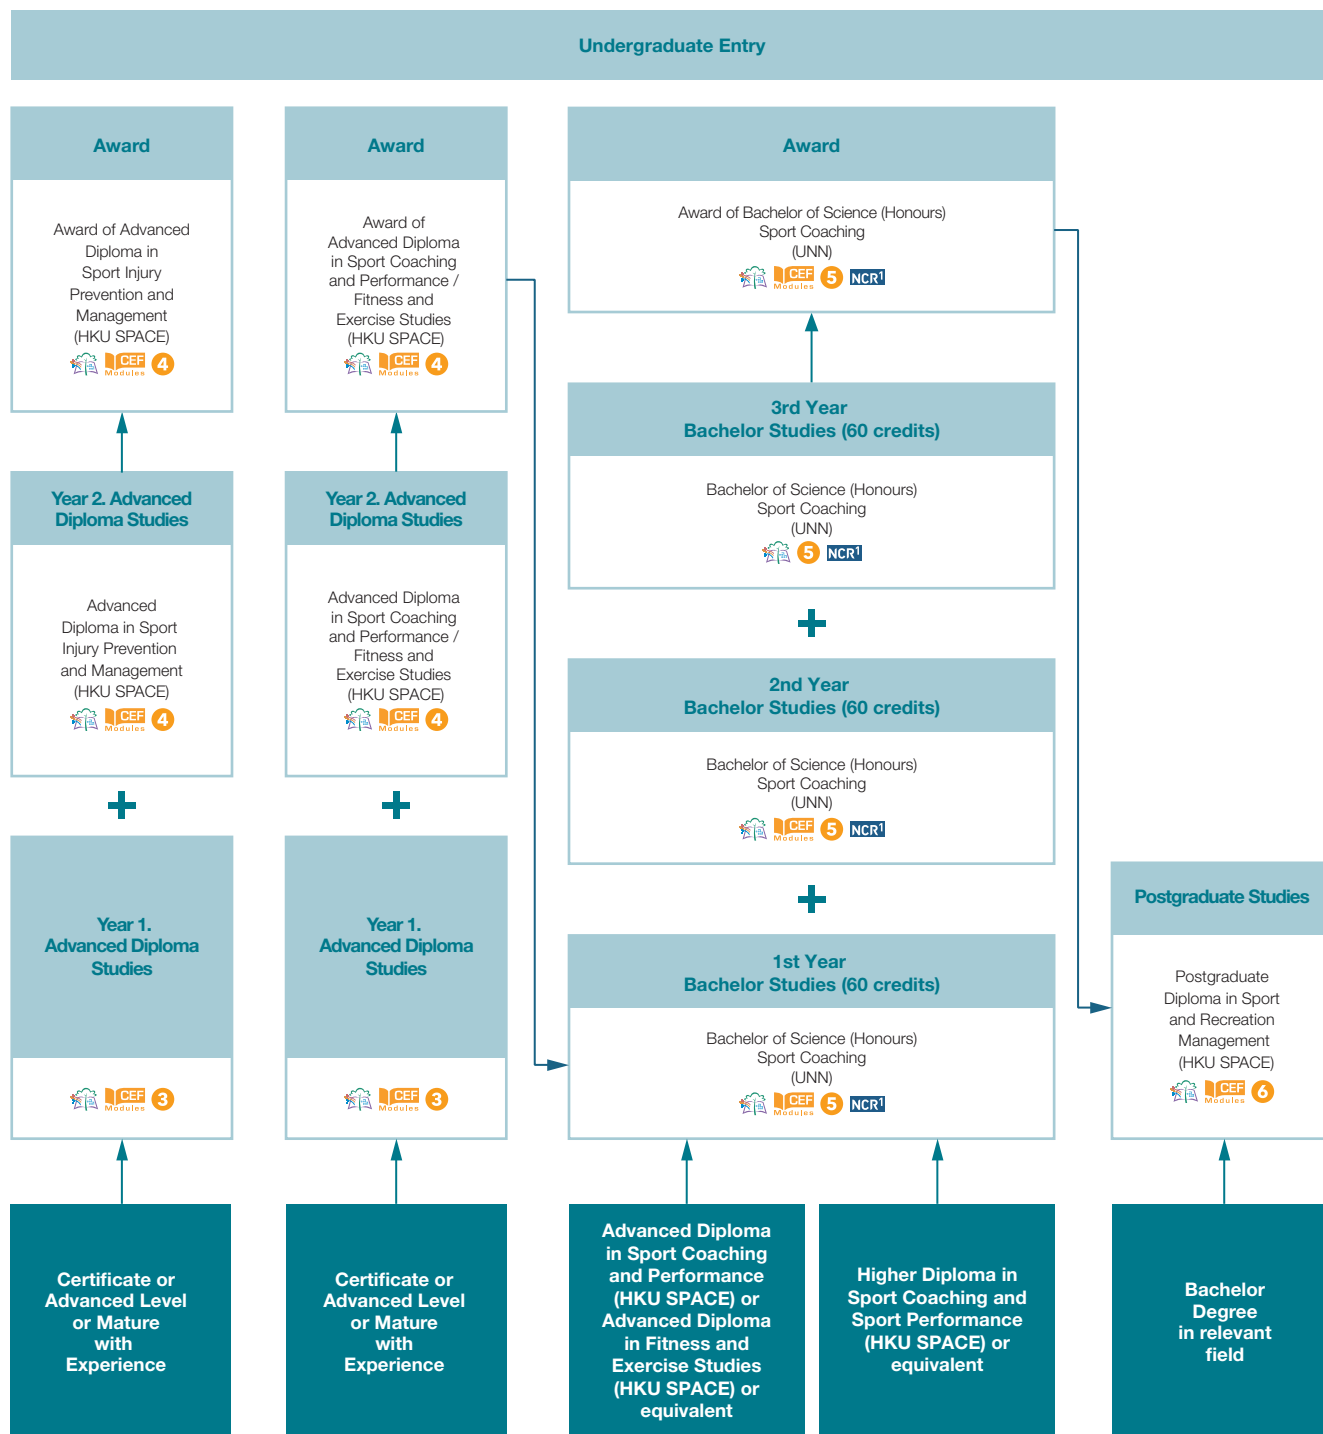 Undergraduate Entry
Award
Award of Advanced
Diploma in
Sport Injury
Prevention and
Management
(HKU SPACE)
CEF
Modules
4
Year 2. Advanced
Diploma Studies
Advanced
Diploma in Sport
Injury Prevention
and Management
(HKU SPACE)
CEF
Modules
4
Year 1.
Advanced Diploma
Studies
CEF
Modules
3
Certificate or
Advanced Level
or Mature
with
Experience
Award
Award of
Advanced Diploma
in Sport Coaching
and Performance /
Fitness and
Exercise Studies
(HKU SPACE)
CEF
Modules
4
Year 2. Advanced
Diploma Studies
Advanced Diploma
in Sport Coaching
and Performance /
Fitness and
Exercise Studies
(HKU SPACE)
CEF
Modules
4
Year 1.
Advanced Diploma
Studies
CEF
Modules
3
Certificate or
Advanced Level
or Mature
with
Experience
Award
Award of Bachelor of Science (Honours)
Sport Coaching
(UNN)
CEF
Modules
5 NCR1
3rd Year
Bachelor Studies (60 credits)
Bachelor of Science (Honours)
Sport Coaching
(UNN)
5 NCR1
+
2nd Year
Bachelor Studies (60 credits)
Bachelor of Science (Honours)
Sport Coaching
(UNN)
CEF
Modules
5 NCR1
+
1st Year
Bachelor Studies (60 credits)
Bachelor of Science (Honours)
Sport Coaching
(UNN)
CEF
Modules
5 NCR1
Advanced Diploma
in Sport Coaching
and Performance
(HKU SPACE) or
Advanced Diploma
in Fitness and
Exercise Studies
(HKU SPACE) or
equivalent
Higher Diploma in
Sport Coaching and
Sport Performance
(HKU SPACE) or
equivalent
Postgraduate Studies
Postgraduate
Diploma in Sport
and Recreation
Management
(HKU SPACE)
CEF
Modules
6
Bachelor
Degree
in relevant
field